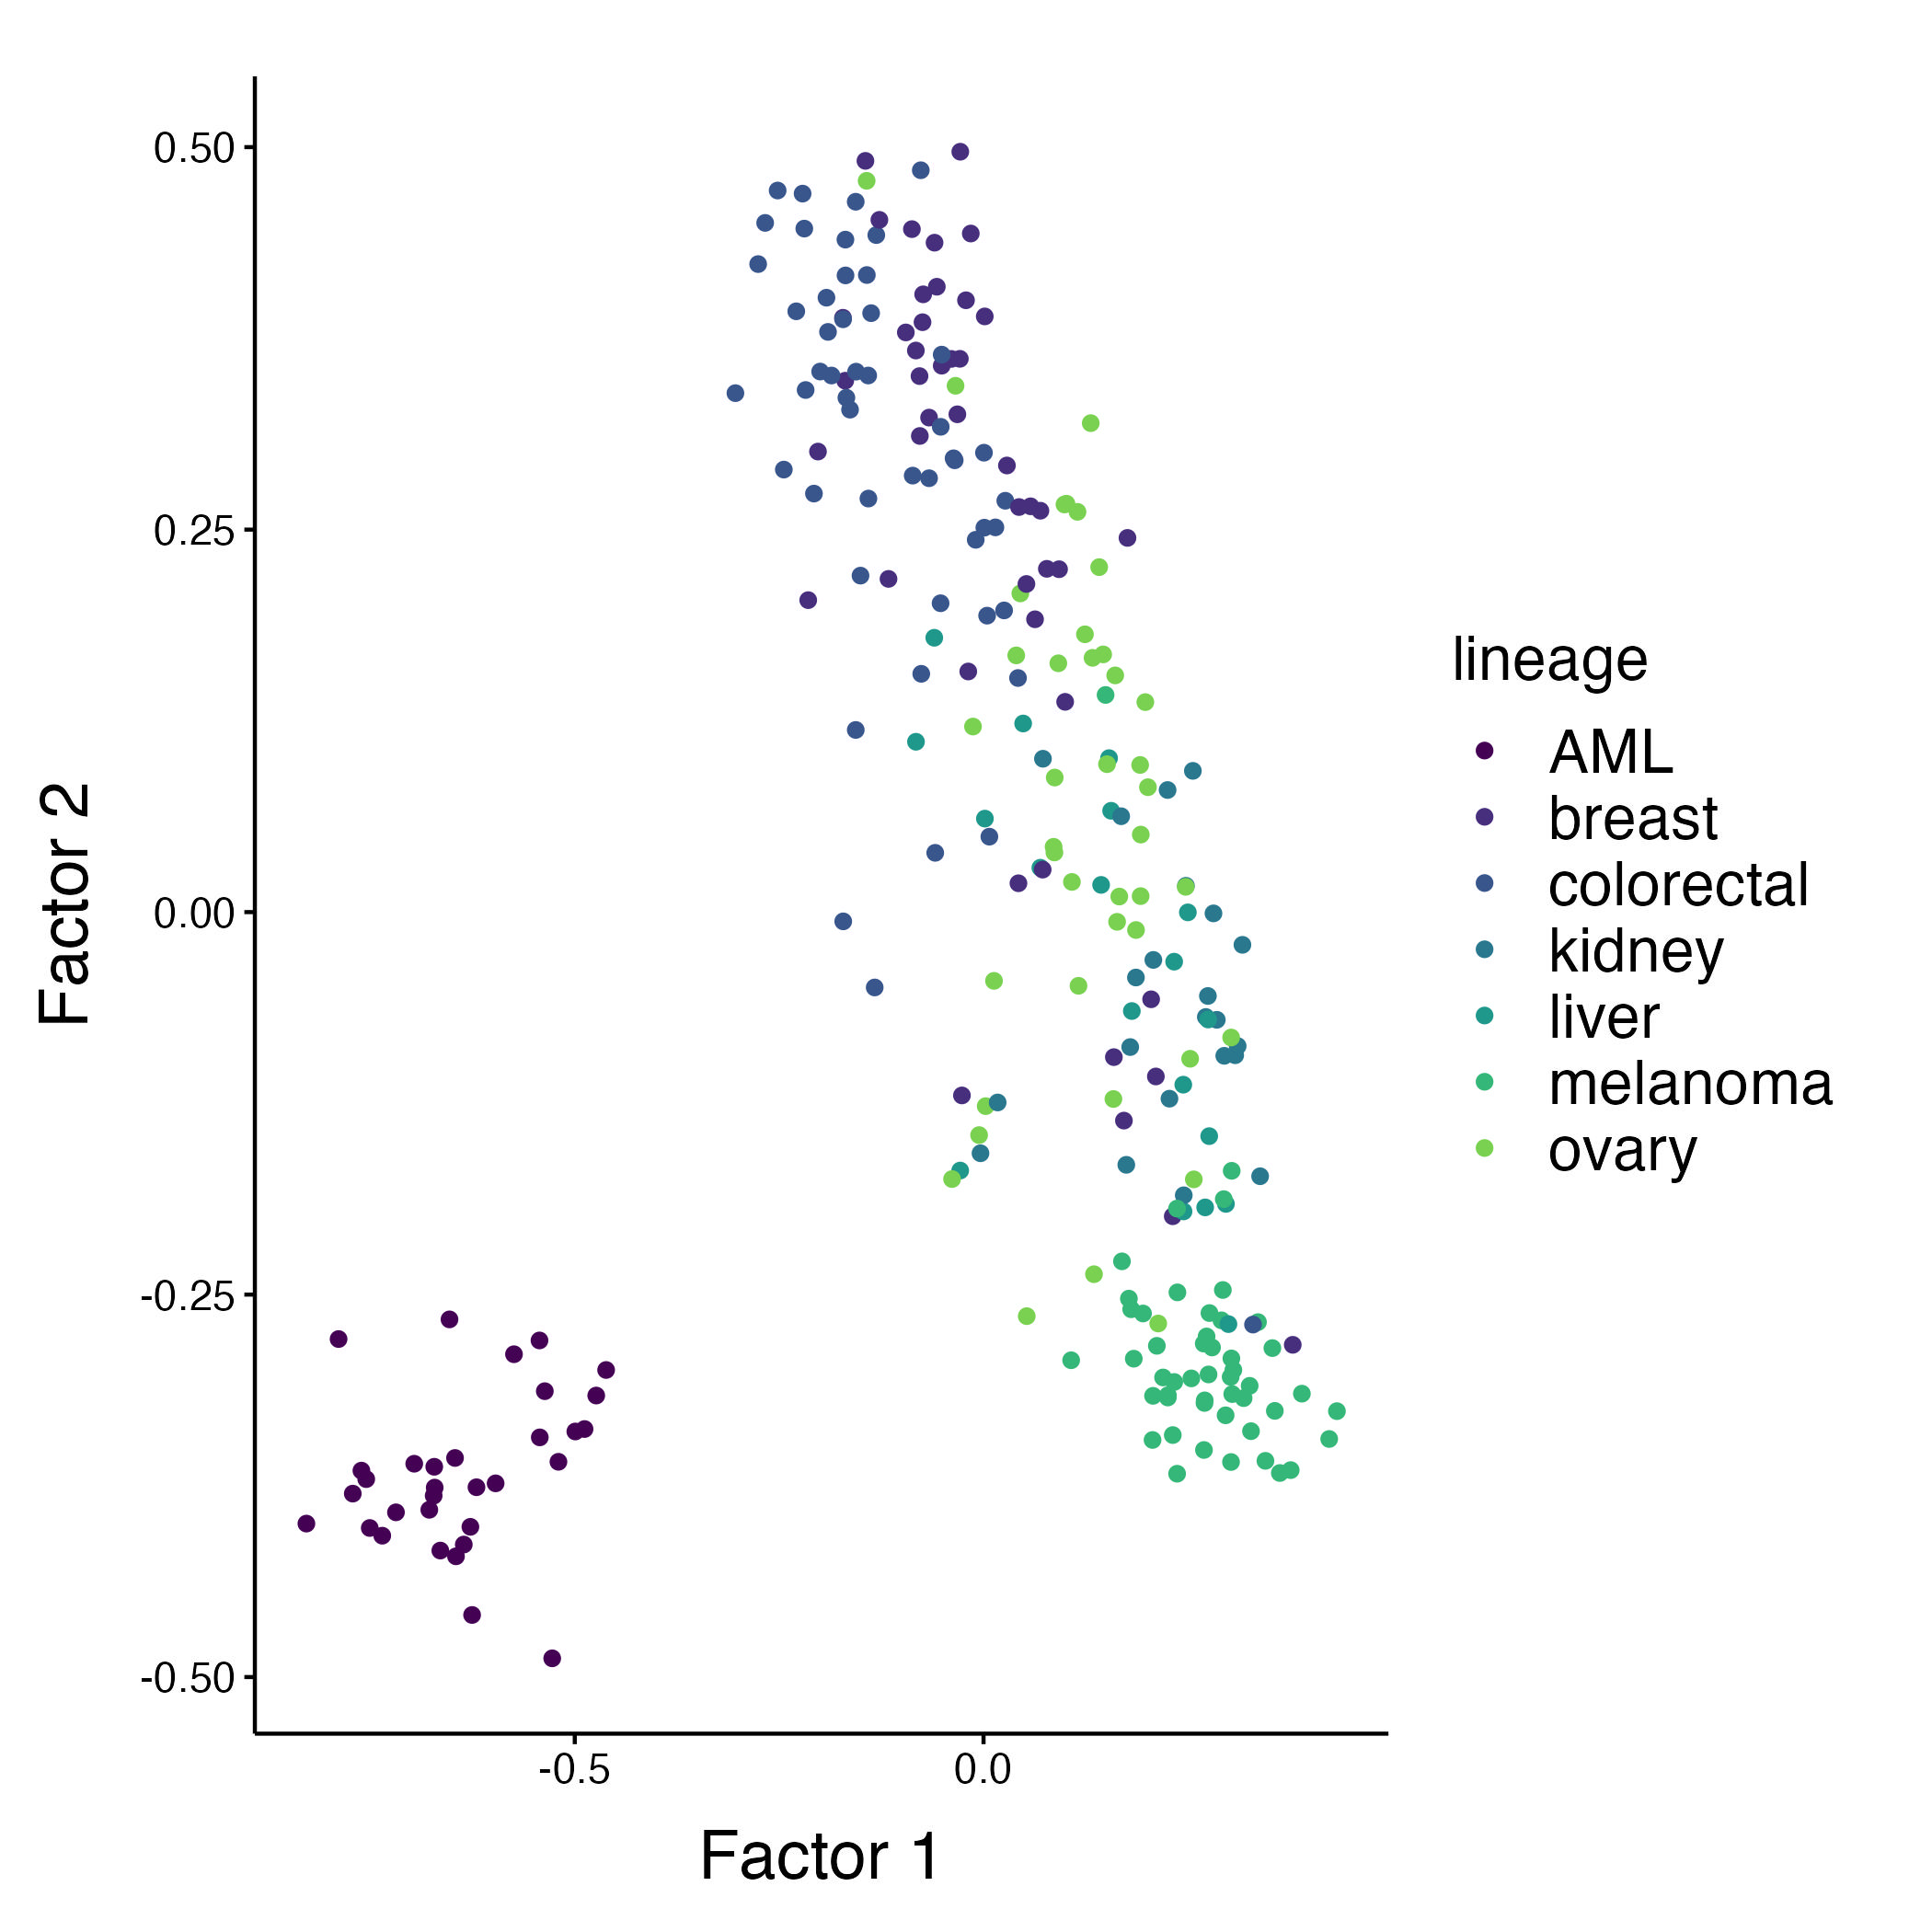 0.50
0.25
0.00
-0.25
-0.50
Factor 2
-0.5
0.0
Factor 1
lineage
AML
breast
colorectal
kidney
liver
melanoma
ovary